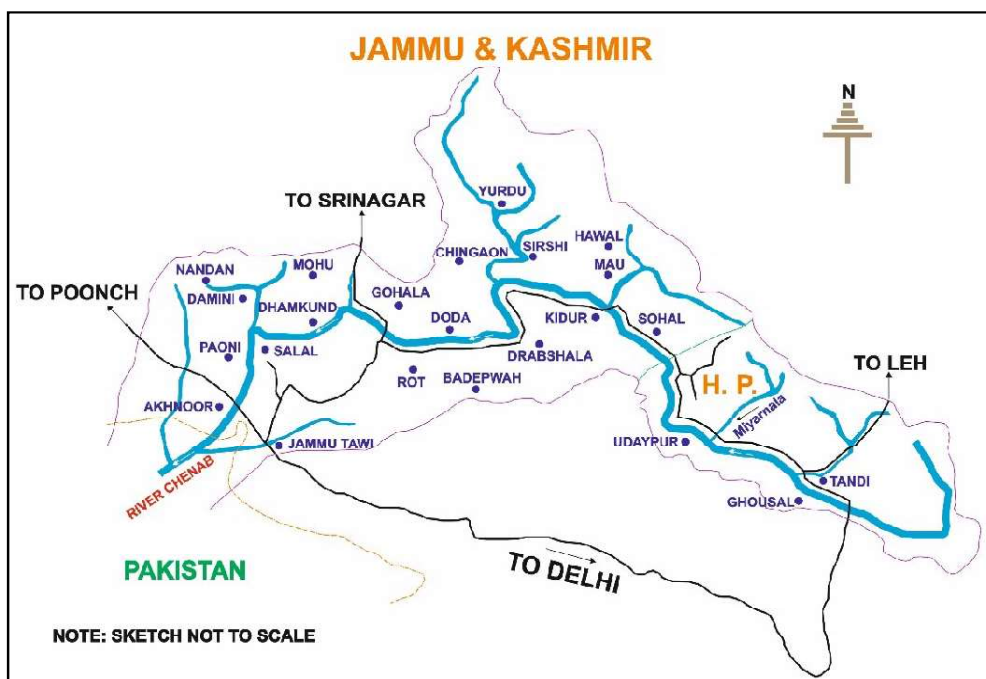 JAMMU & KASHMIR
N
TO SRINAGAR
YURDU
HAWAL
CHINGAON
SIRSHI
MAU
NANDAN
MOHU
DAMINI
TO POONCH
GOHALA
DHAMKUND
DODA
KIDUR
SOHAL
PAONI
SALAL
DRABSHALA
ROT
BADEPWAH
H. P.
TO LEH
AKHNOOR
Miyarnala
JAMMU TAWI
UDAYPUR
RIVER CHENAB
TANDI
GHOUSAL
PAKISTAN
TO DELHI
NOTE: SKETCH NOT TO SCALE